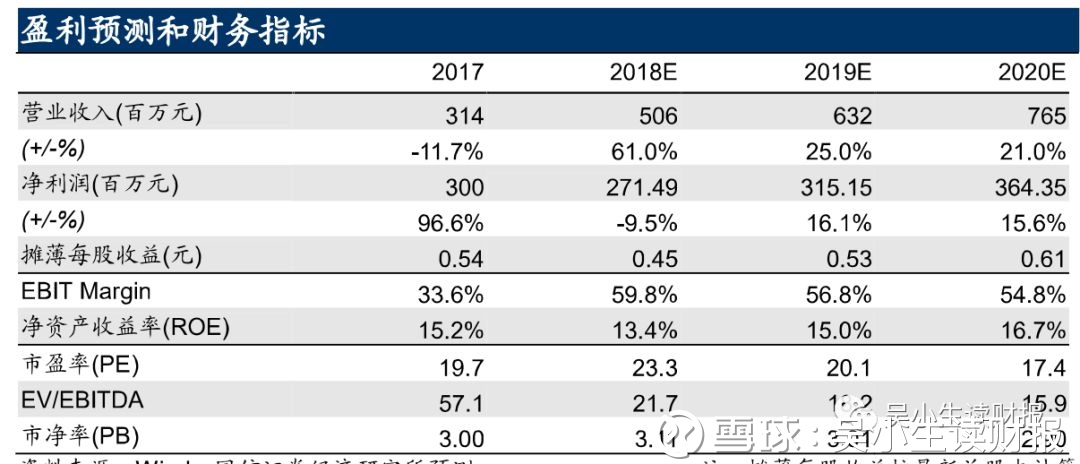 盈利预测和财务指标
2017 2018E 2019E 2020E
营业收入(百万元) 314 506 632 765
(+/-%) -11.7% 61.0% 25.0% 21.0%
净利润(百万元) 300 271.49 315.15 364.35
(+/-%) 96.6% -9.5% 16.1% 15.6%
摊薄每股收益(元) 0.54 0.45 0.53 0.61
EBIT Margin 33.6% 59.8% 56.8% 54.8%
净资产收益率(ROE) 15.2% 13.4% 15.0% 16.7%
市盈率(PE) 19.7 23.3 20.1 17.4
EV/EBITDA 57.1 21.7 15.9
吴小生读财报
市净率(PB) 3.00
雪球：吴小生读财报